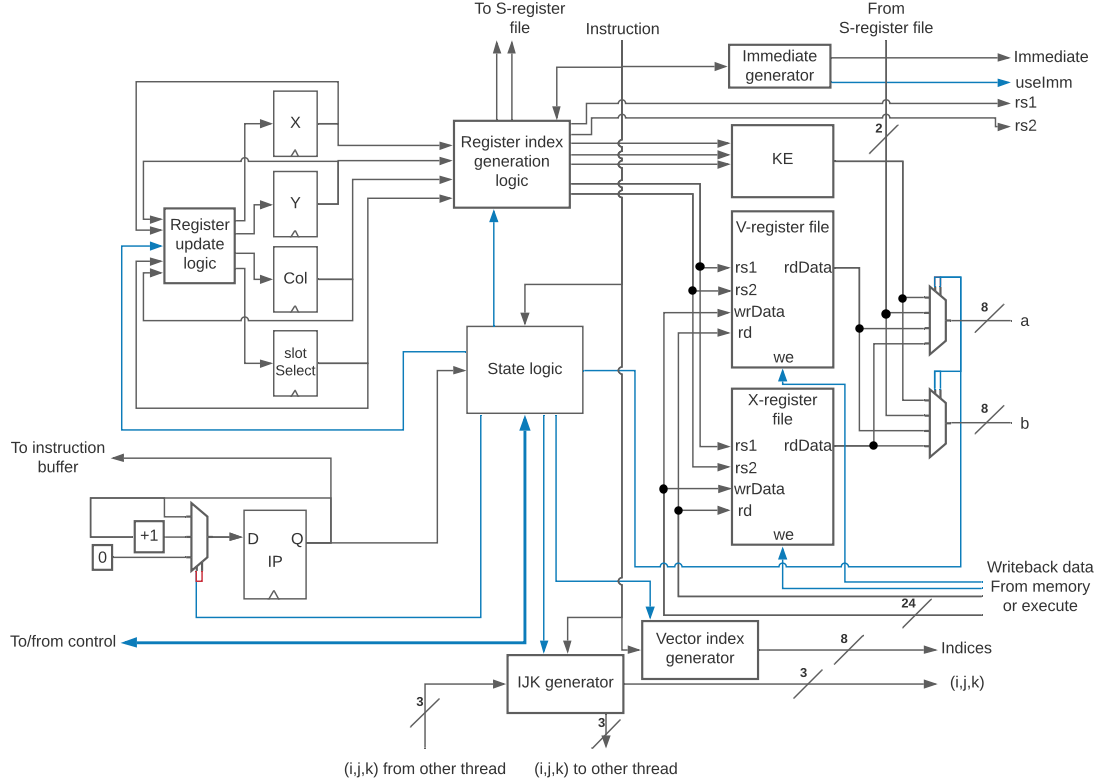 To S-register
file
Instruction
From
S-register file
Immediate
generator
Immediate
useImm
rs1
rs2
2
X
Register index
generation
logic
KE
Y
Register
update
logic
V-register file
rs1
rdData
rs2
wrData
rd
we
Col
8
a
slot
Select
State logic
X-register
file
rs1
rdData
rs2
wrData
rd
we
8
b
To instruction
buffer
+1
0
D
Q
IP
Writeback data
From memory
or execute
24
To/from control
Vector index
generator
8
Indices
IJK generator
3
(i,j,k)
3
3
(i,j,k) from other thread
(i,j,k) to other thread